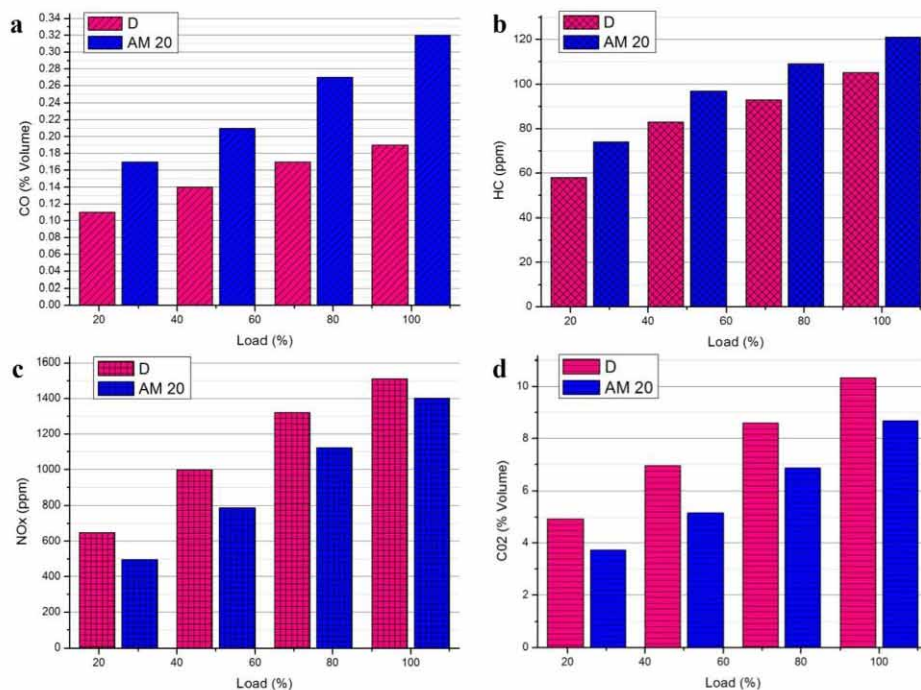 a
D
AM 20
CO (% Volume)
0.34
0.32
0.30
0.28
0.26
0.24
0.22
0.20
0.18
0.16
0.14
0.12
0.10
0.08
0.06
0.04
0.02
0.00
20 40 60 80 100
Load (%)
b
D
AM 20
HC (ppm)
120
100
80
60
40
20
0
20 40 60 80 100
Load (%)
c
D
AM 20
NOx (ppm)
1600
1400
1200
1000
800
600
400
200
0
20 40 60 80 100
Load (%)
d
D
AM 20
C02 (% Volume)
10
8
6
4
2
0
20 40 60 80 100
Load (%)